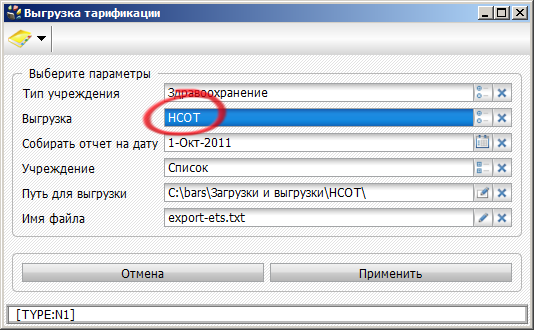 Выгрузка тарификации
Выберите параметры
Тип учреждения Здравоохранение
Выгрузка НСОТ
Собирать отчет на дату 1-Окт-2011
Учреждение Список
Путь для выгрузки C:\bars\Загрузки и выгрузки\НСОТ\
Имя файла export-ets.txt
Отмена Применить
[TYPE:N1]